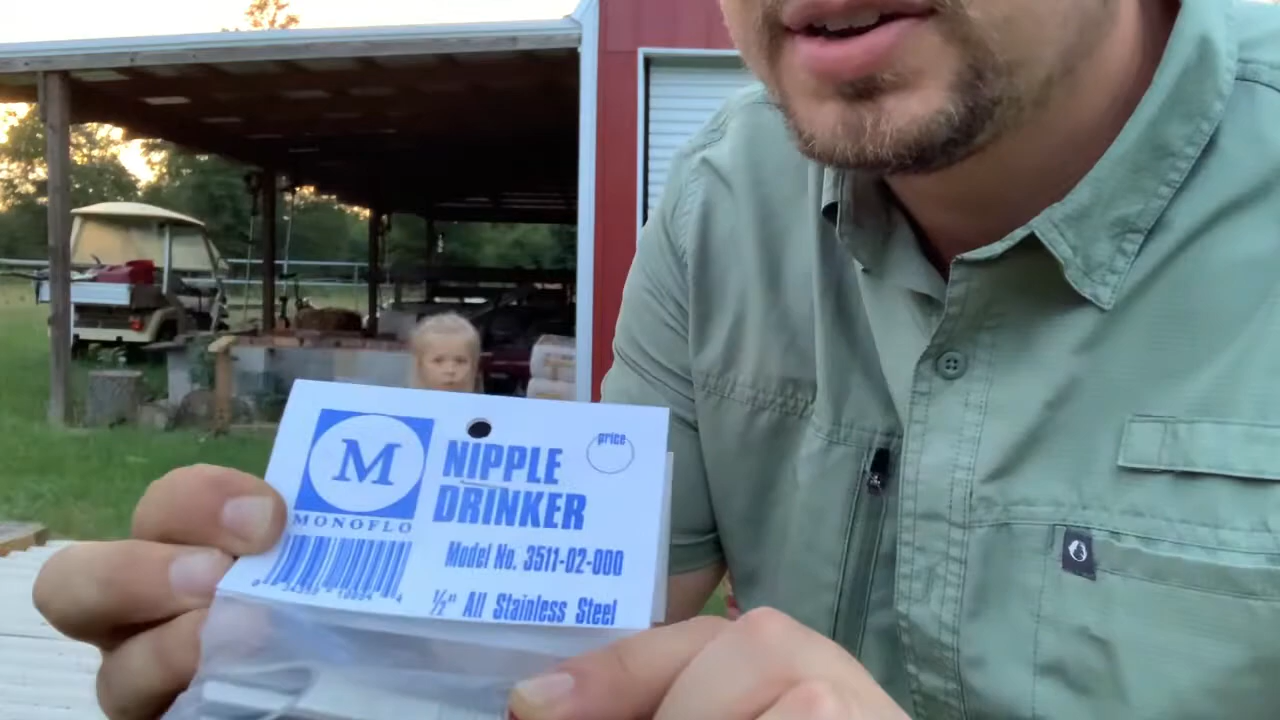 M
MONOFLO
NIPPLE
DRINKER
price
Model No. 3511-02-000
½" All Stainless Steel